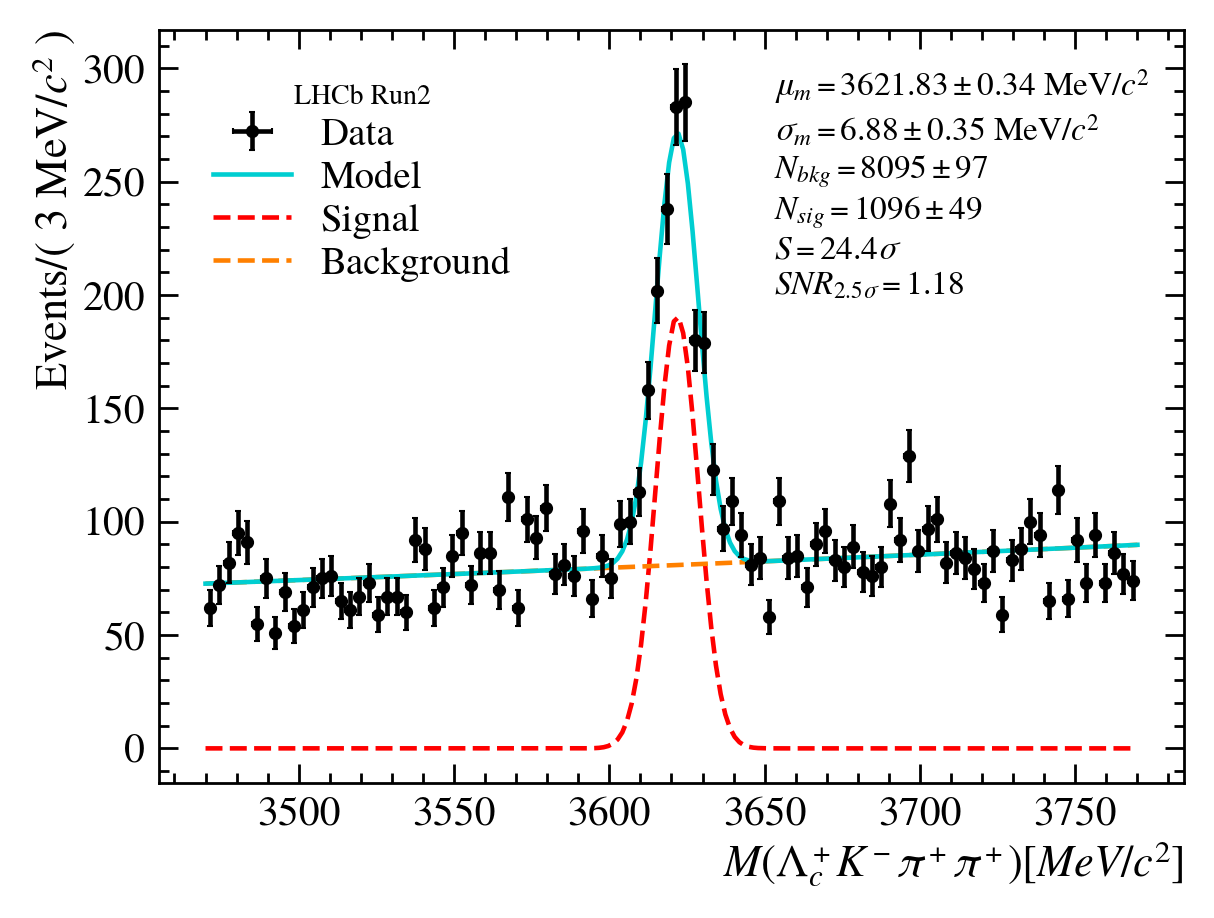 Events/( 3 MeV/c² )
300
250
200
150
100
50
0
LHCb Run2
Data
Model
Signal
Background
μ_m = 3621.83 ± 0.34 MeV/c²
σ_m = 6.88 ± 0.35 MeV/c²
N_bkg = 8095 ± 97
N_sig = 1096 ± 49
S = 24.4σ
SNR_2.5σ = 1.18
3500 3550 3600 3650 3700 3750
M(Λ_c⁺ K⁻ π⁺ π⁺)[MeV/c²]